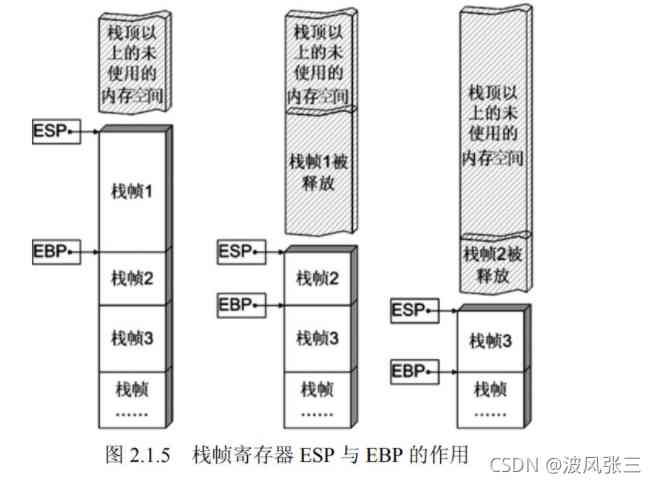 栈顶以
上的未
使用的
内存空间
ESP
栈帧1
EBP
栈帧2
栈帧3
栈帧
……
栈顶以
上的未
使用的
内存空间
栈帧1被
释放
ESP
栈帧2
EBP
栈帧3
栈帧
……
栈顶以
上的未
使用的
内存空间
栈帧2被
释放
ESP
栈帧3
EBP
栈帧
……
图 2.1.5 栈帧寄存器 ESP 与 EBP 的作用
CSDN @波风张三